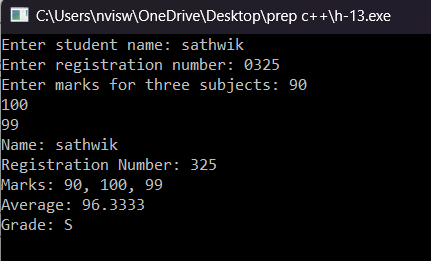 C:\Users\nvisw\OneDrive\Desktop\prep c++\h-13.exe
Enter student name: sathwik
Enter registration number: 0325
Enter marks for three subjects: 90
100
99
Name: sathwik
Registration Number: 325
Marks: 90, 100, 99
Average: 96.3333
Grade: S